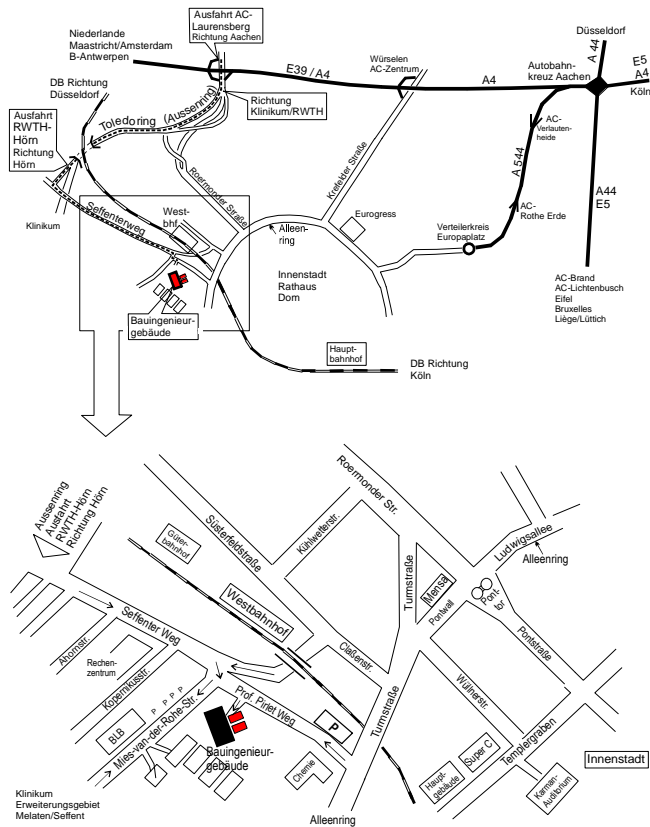 Ausfahrt AC-
Laurensberg
Richtung Aachen
Düsseldorf
Niederlande
Maastricht/Amsterdam
B-Antwerpen
E39 / A4
Würselen
AC-Zentrum
A4
Autobahn-
kreuz Aachen
A 44
E5
A4
Köln
DB Richtung
Düsseldorf
Richtung
Klinikum/RWTH
Toledoring (Aussenring)
Ausfahrt
RWTH-
Hörn
Richtung
Hörn
AC-
Verlauten-
heide
A 544
Krefelder Straße
Roermonder Straße
A44
E5
Klinikum
Seffenterweg
West-
bhf.
Alleen-
ring
Eurogress
AC-
Rothe Erde
Verteilerkreis
Europaplatz
Innenstadt
Rathaus
Dom
AC-Brand
AC-Lichtenbusch
Eifel
Bruxelles
Liège/Lüttich
Bauingenieur-
gebäude
Haupt-
bahnhof
DB Richtung
Köln
Aussenring
Ausfahrt
RWTH-Hörn
Richtung Hörn
Roermonder Str.
Süsterfeldstraße
Kühlwetterstr.
Güter-
bahnhof
Ludwigsallee
Alleenring
Turmstraße
Mensa
Pont-
tor
Pontwall
Westbahnhof
Seffenter Weg
Pontstraße
Ahornstr.
Claßenstr.
Rechen-
zentrum
Kopernikusstr.
Wüllnerstr.
Prof. Pirlet Weg
P P P P
Mies-van-der-Rohe-Str.
BLB
P
Turmstraße
Bauingenieur-
gebäude
Templergraben
Super C
Haupt-
gebäude
Innenstadt
Chemie
Karman-
Auditorium
Klinikum
Erweiterungsgebiet
Melaten/Seffent
Alleenring